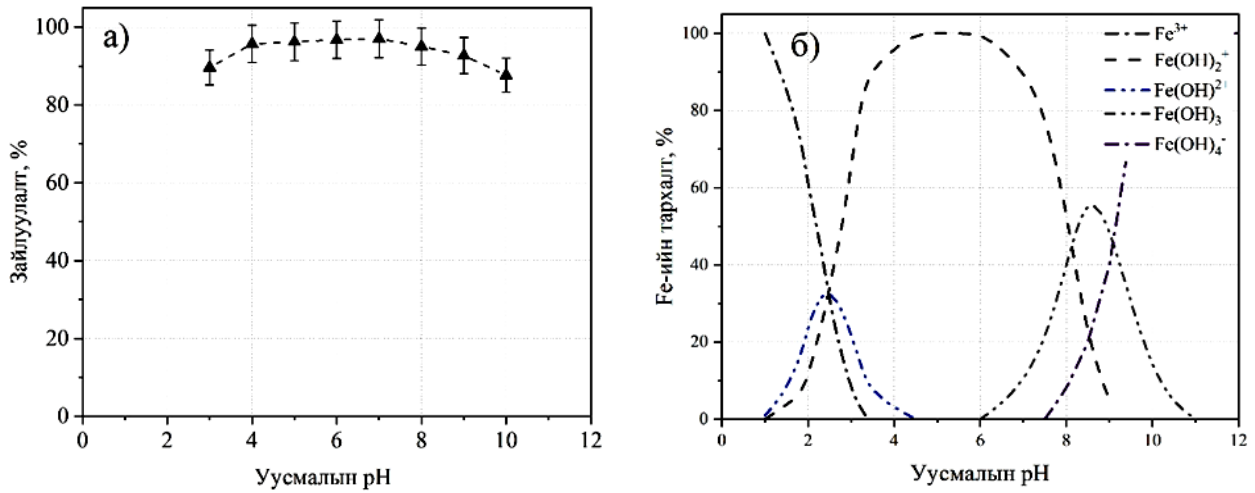 а)
Зайлуулалт, %
100
80
60
40
20
0
0 2 4 6 8 10 12
Уусмалын pH
б)
Fe-ийн тархалт, %
100
80
60
40
20
0
0 2 4 6 8 10 12
Уусмалын pH
Fe³⁺
Fe(OH)₂⁺
Fe(OH)²⁺
Fe(OH)₃
Fe(OH)₄⁻